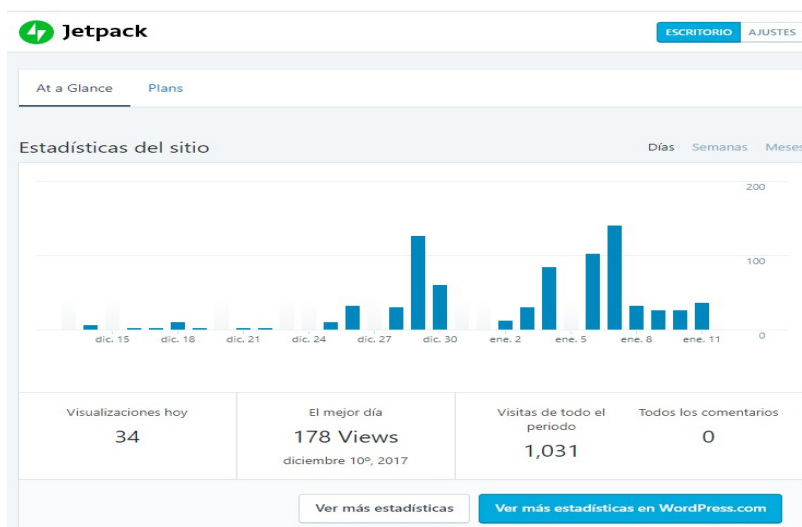 Jetpack
ESCRITORIO AJUSTES
At a Glance Plans
Estadísticas del sitio
Días Semanas Meses
200
100
0
dic. 15 dic. 18 dic. 21 dic. 24 dic. 27 dic. 30 ene. 2 ene. 5 ene. 8 ene. 11
Visualizaciones hoy
34
El mejor día
178 Views
diciembre 10º, 2017
Visitas de todo el
periodo
1,031
Todos los comentarios
0
Ver más estadísticas
Ver más estadísticas en WordPress.com